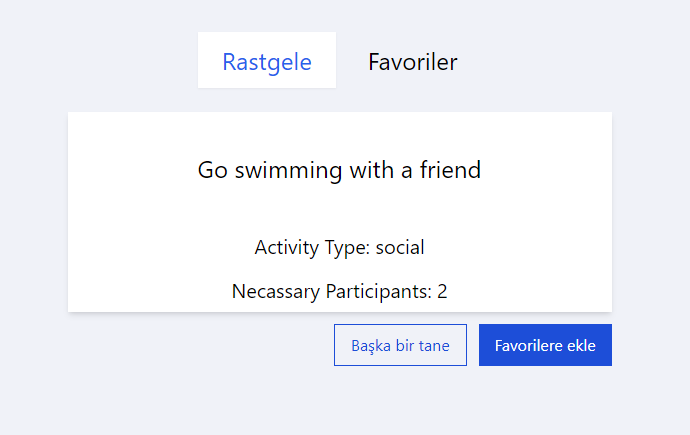 Rastgele Favoriler
Go swimming with a friend
Activity Type: social
Necassary Participants: 2
Başka bir tane Favorilere ekle